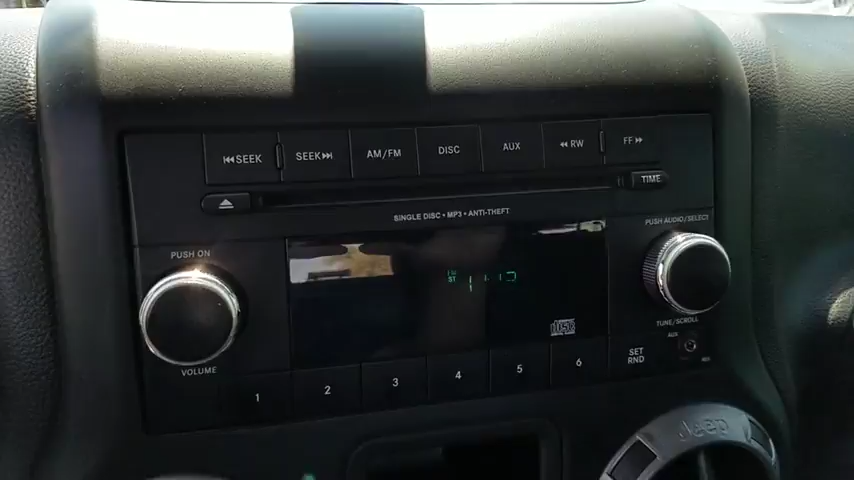 ⏮SEEK SEEK⏭ AM/FM DISC AUX ◀◀RW FF▶▶
TIME
SINGLE DISC • MP3 • ANTI-THEFT
PUSH ON
PUSH AUDIO/SELECT
ST
VOLUME
disc
TUNE/SCROLL
AUX
SET
RND
1 2 3 4 5 6
Jeep